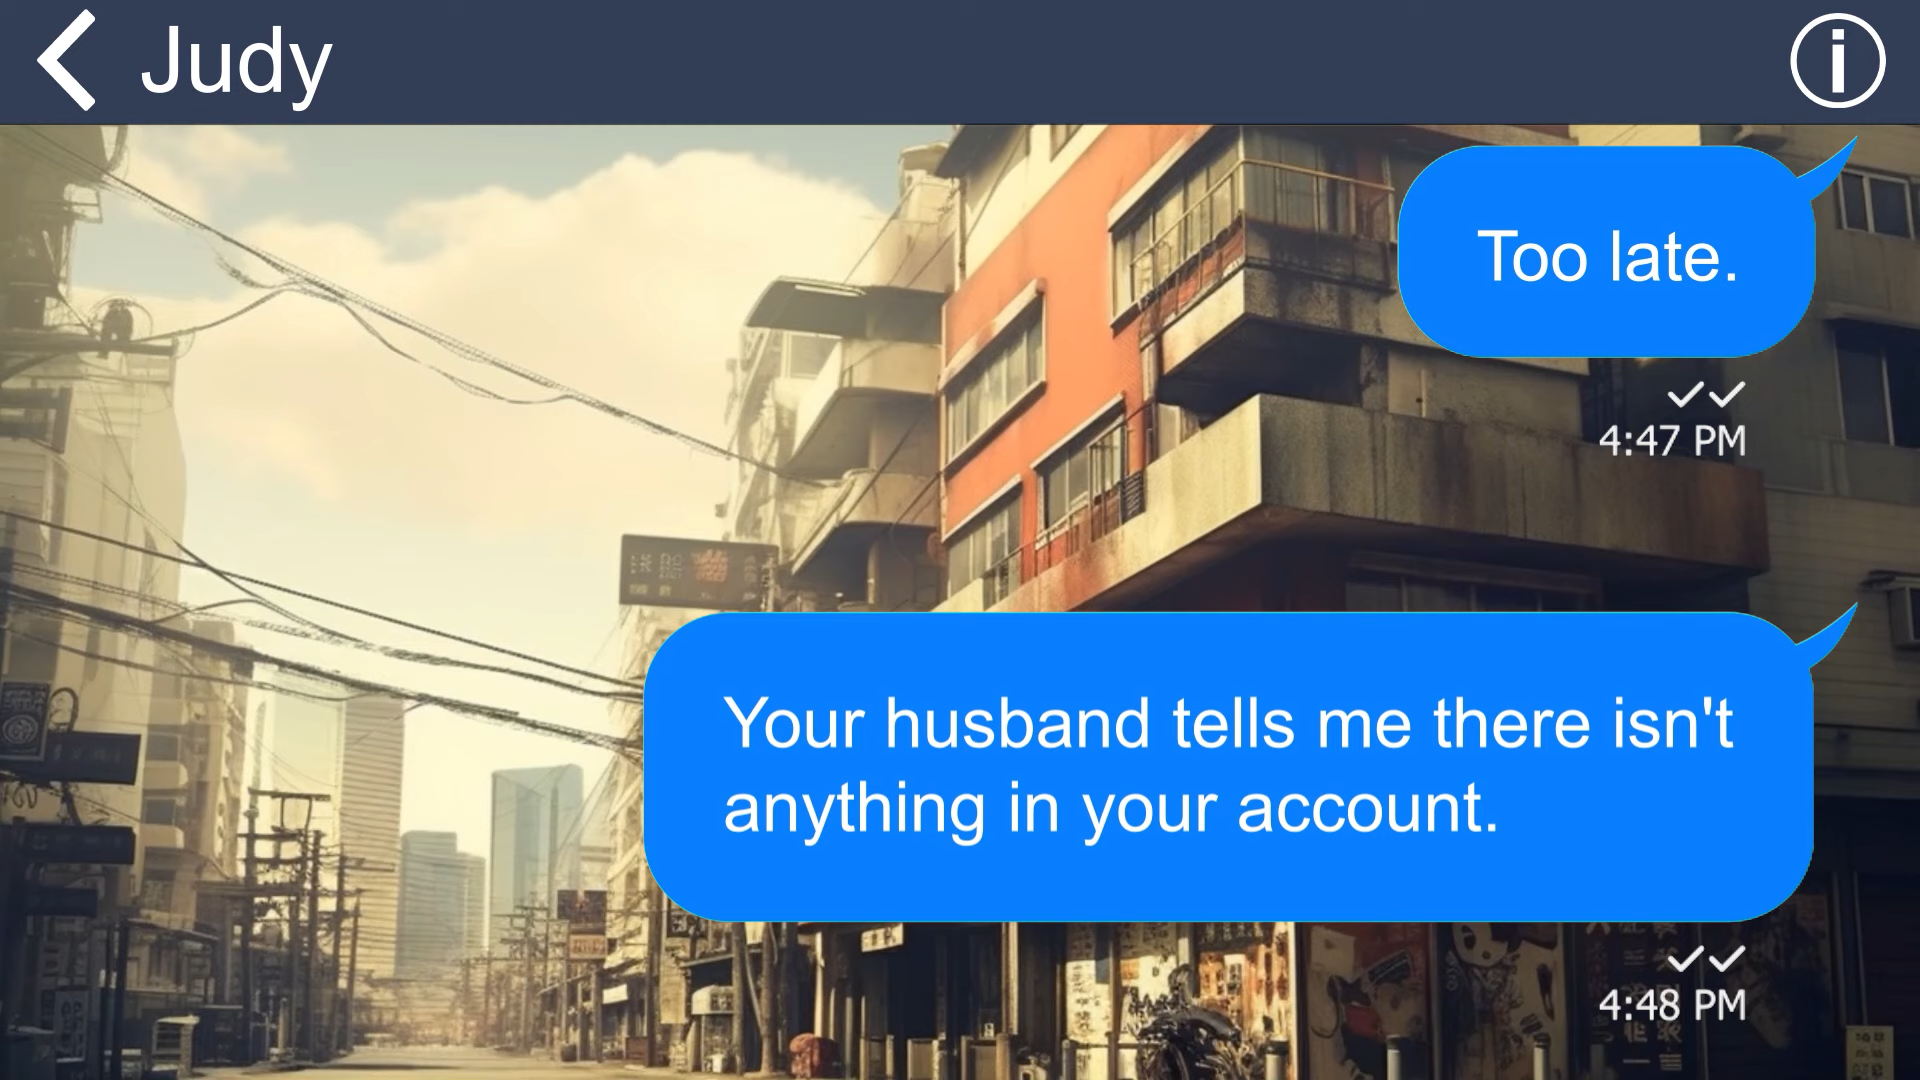 Judy
Too late.
4:47 PM
Your husband tells me there isn't
anything in your account.
4:48 PM